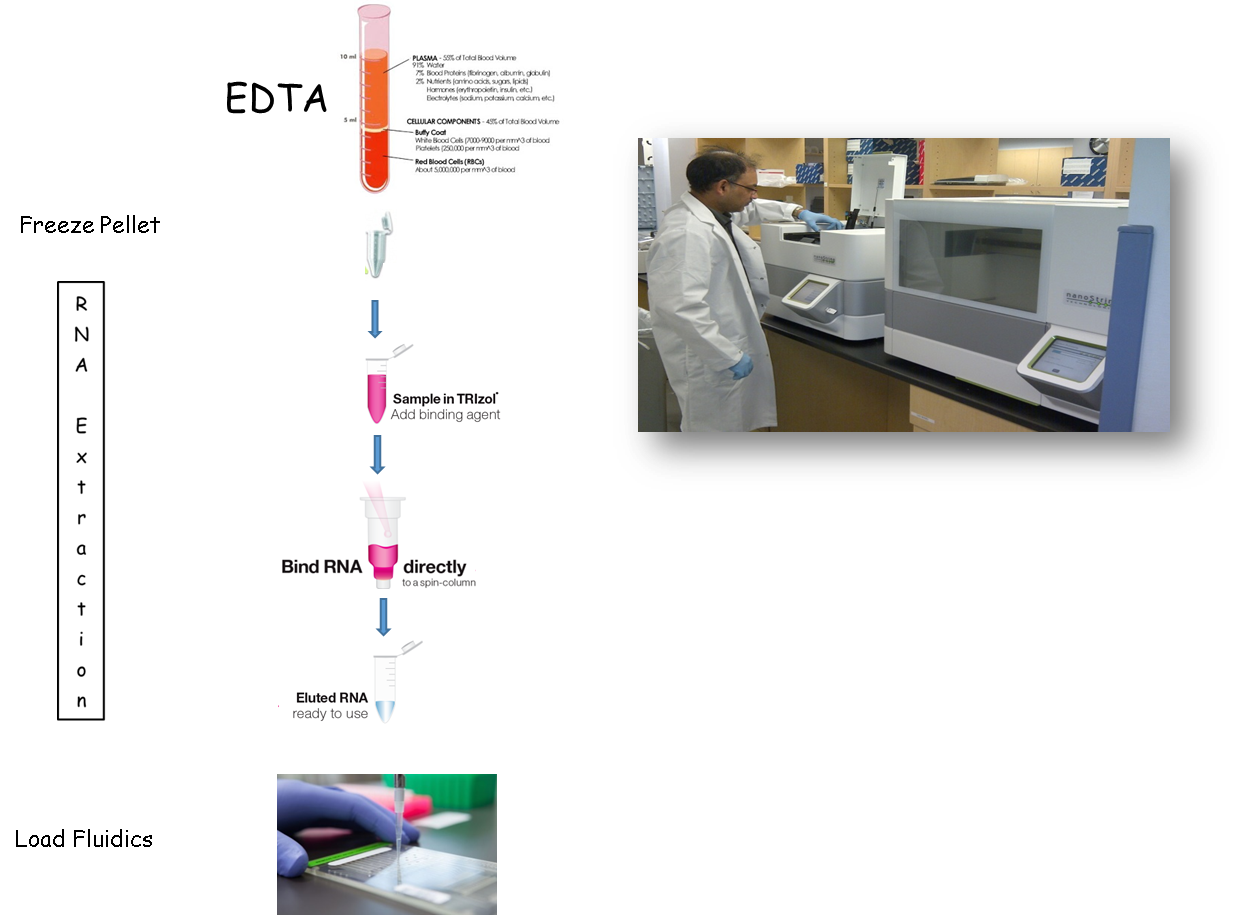 EDTA
10 ml
PLASMA - 55% of Total Blood Volume
91% Water
7% Blood Proteins (fibrinogen, albumin, globulin)
2% Nutrients (amino acids, sugars, lipids)
Hormones (erythropoietin, insulin, etc.)
Electrolytes (sodium, potassium, calcium, etc.)
5 ml
CELLULAR COMPONENTS - 45% of Total Blood Volume
Buffy Coat
White Blood Cells (7000-9000 per mm^3 of blood
Platelets (250,000 per mm^3 of blood
Red Blood Cells (RBCs)
About 5,000,000 per mm^3 of blood
Freeze Pellet
RNA Extraction
Sample in TRIzol
Add binding agent
Bind RNA directly
to a spin-column
Eluted RNA
ready to use
Load Fluidics
nanoStrin